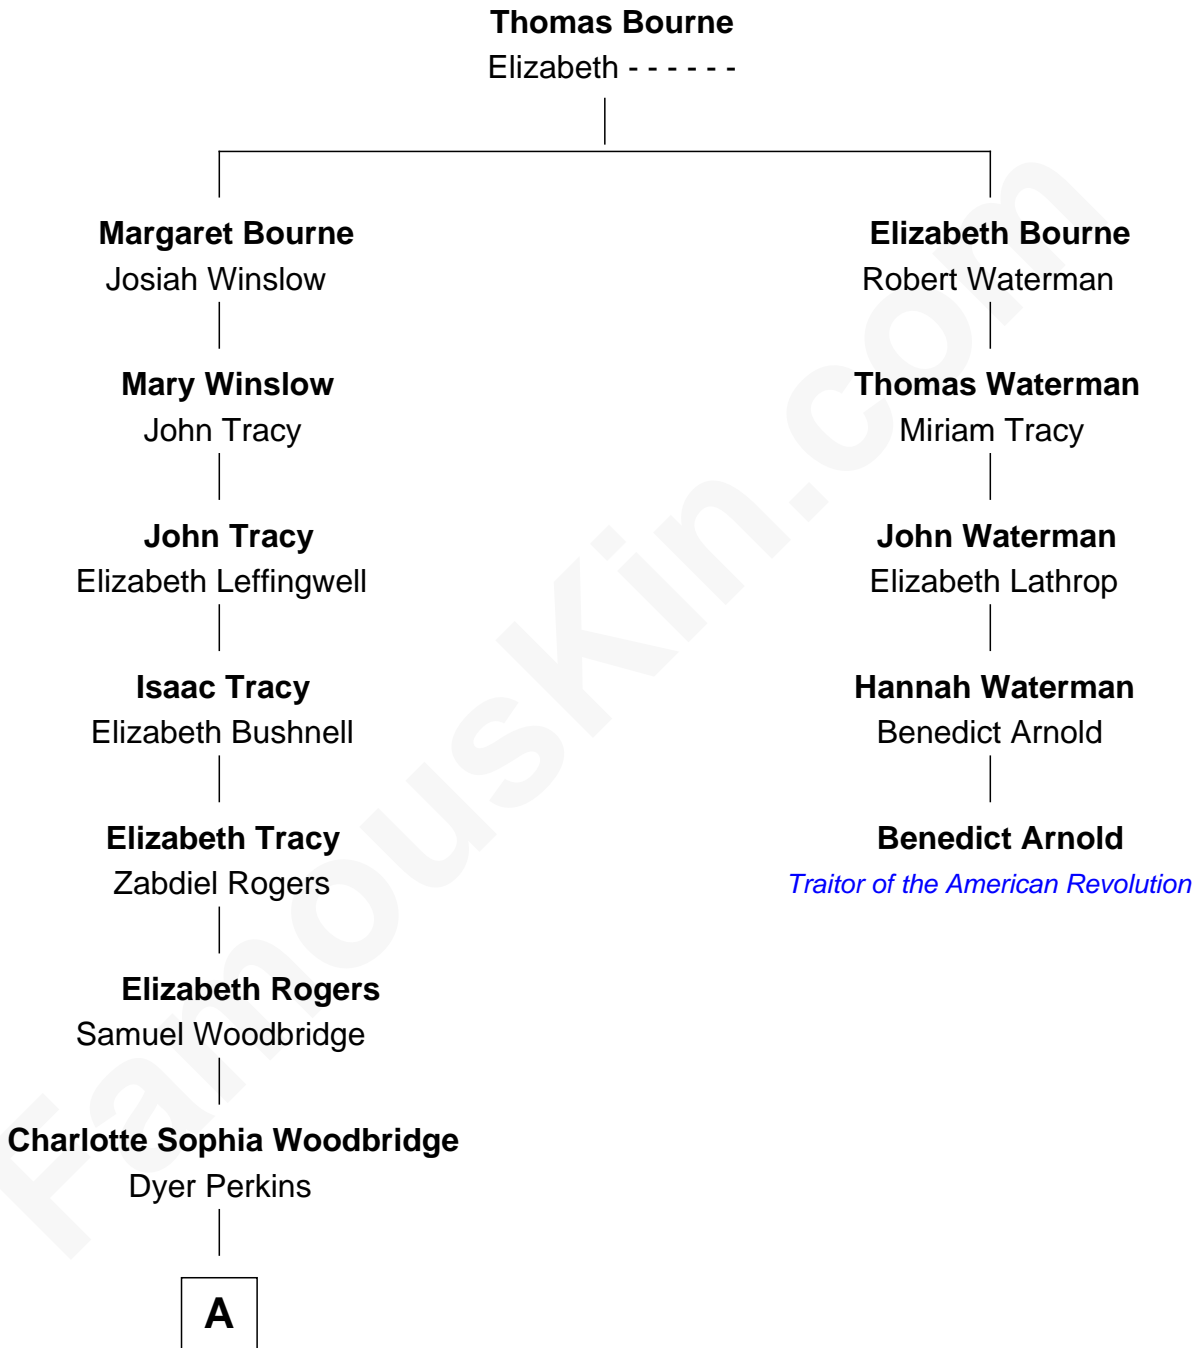 Thomas Bourne
Elizabeth - - - - - -
Margaret Bourne
Josiah Winslow
Elizabeth Bourne
Robert Waterman
Mary Winslow
John Tracy
Thomas Waterman
Miriam Tracy
John Tracy
Elizabeth Leffingwell
John Waterman
Elizabeth Lathrop
Isaac Tracy
Elizabeth Bushnell
Hannah Waterman
Benedict Arnold
Elizabeth Tracy
Zabdiel Rogers
Benedict Arnold
Traitor of the American Revolution
Elizabeth Rogers
Samuel Woodbridge
Charlotte Sophia Woodbridge
Dyer Perkins
A
FamousKin.com